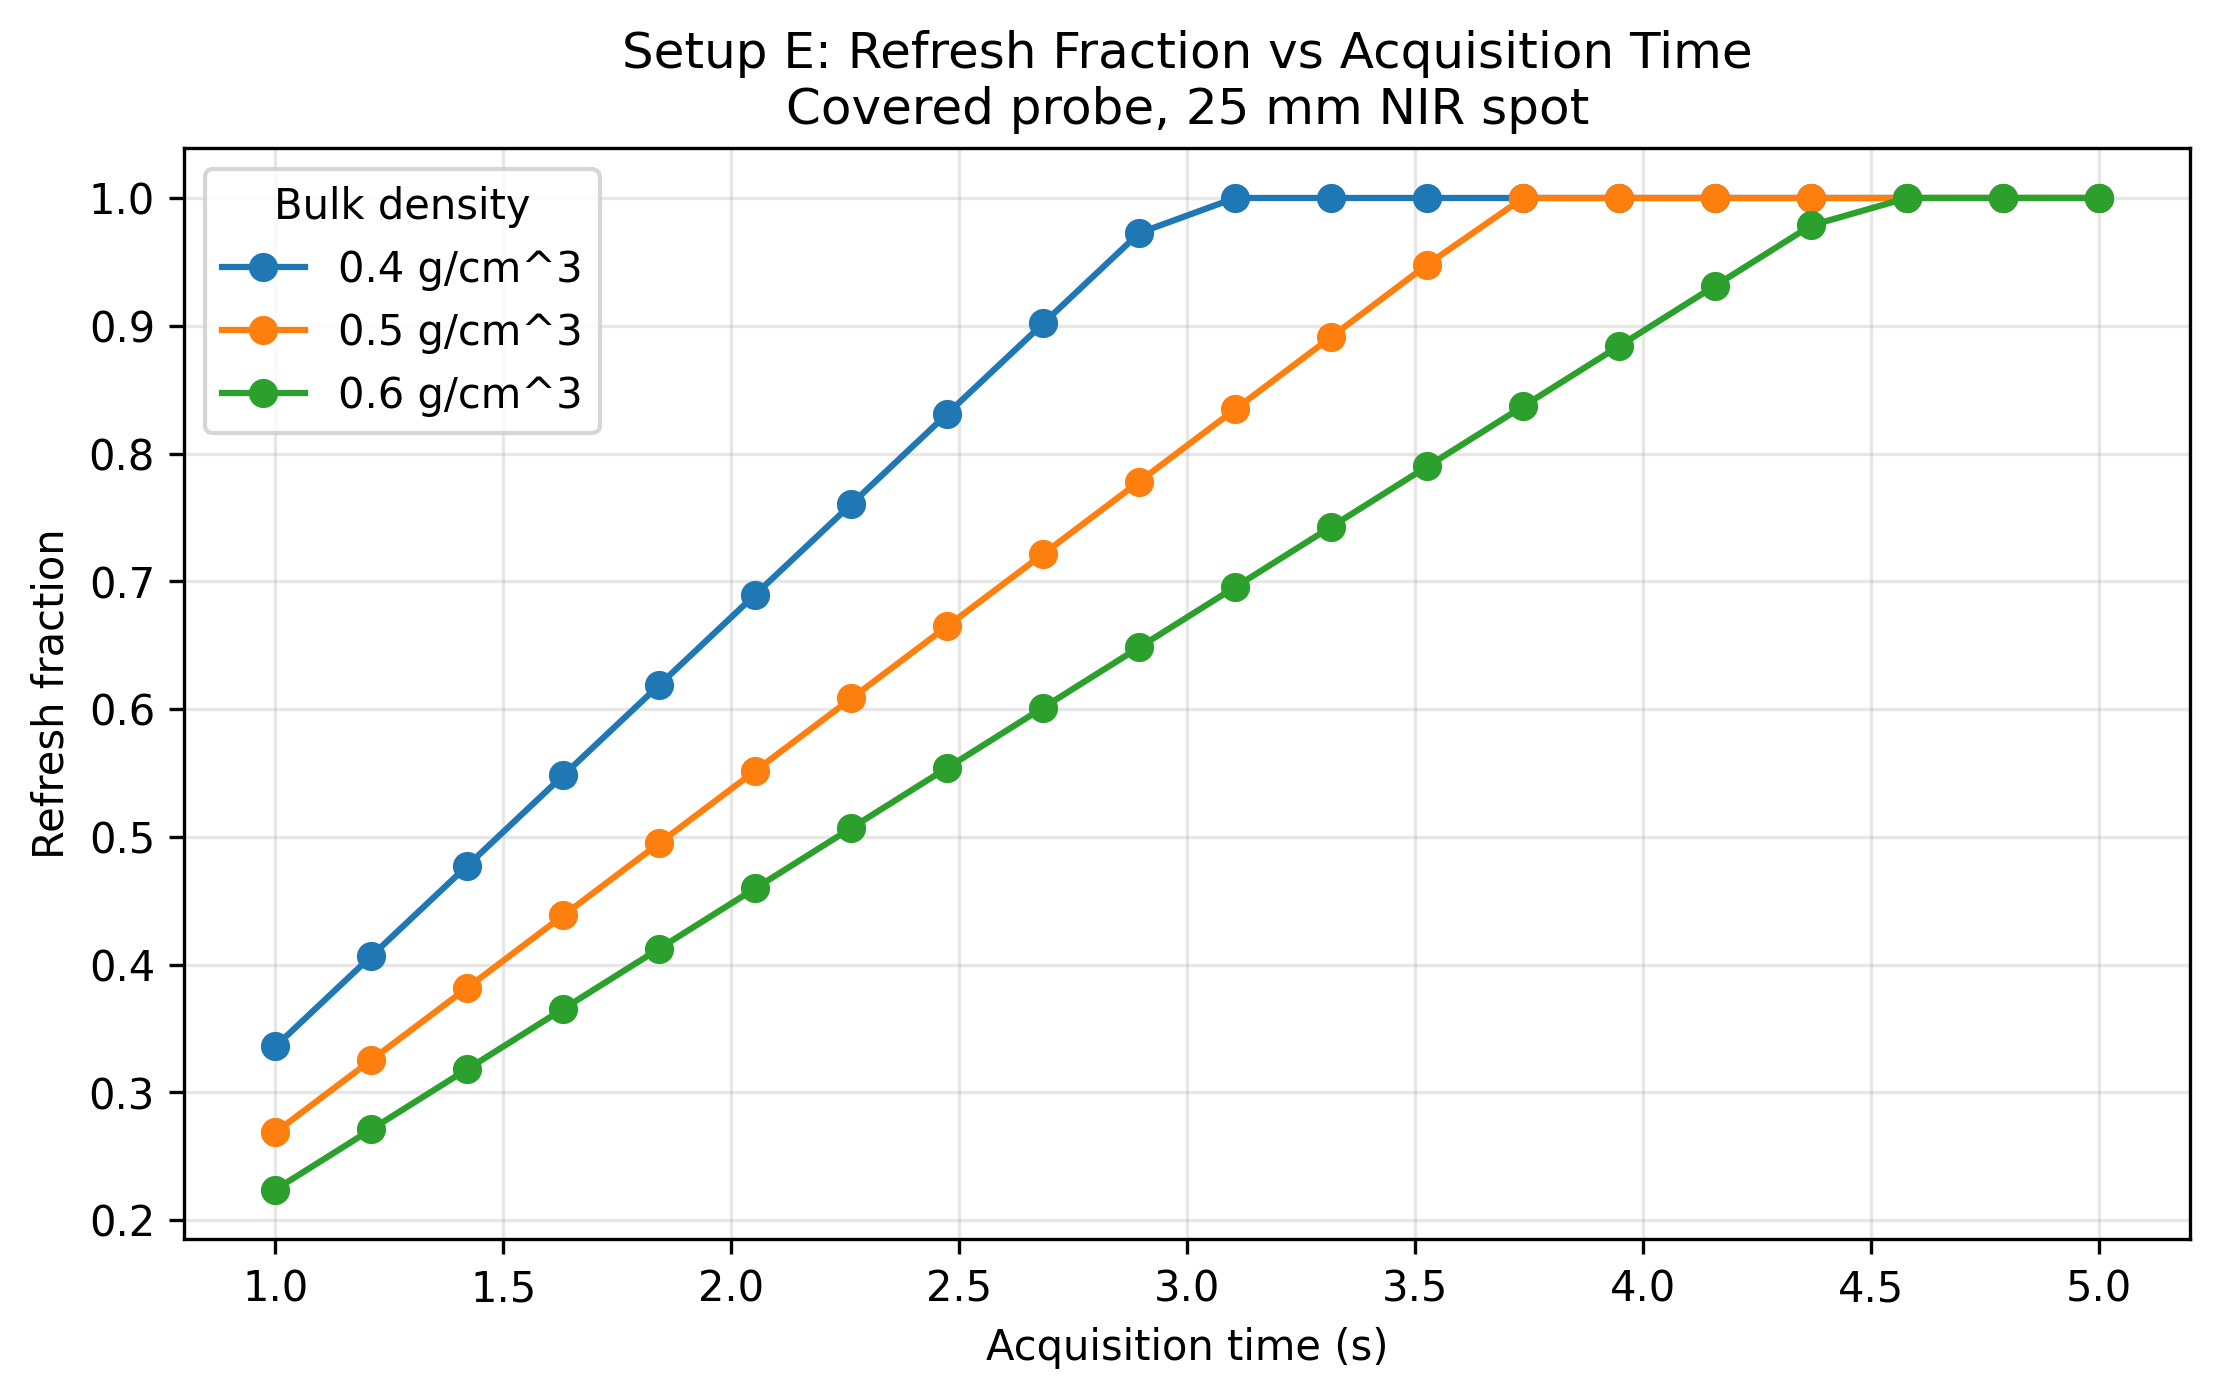 Setup E: Refresh Fraction vs Acquisition Time
Covered probe, 25 mm NIR spot
Bulk density
0.4 g/cm^3
0.5 g/cm^3
0.6 g/cm^3
Refresh fraction
1.0
0.9
0.8
0.7
0.6
0.5
0.4
0.3
0.2
1.0 1.5 2.0 2.5 3.0 3.5 4.0 4.5 5.0
Acquisition time (s)